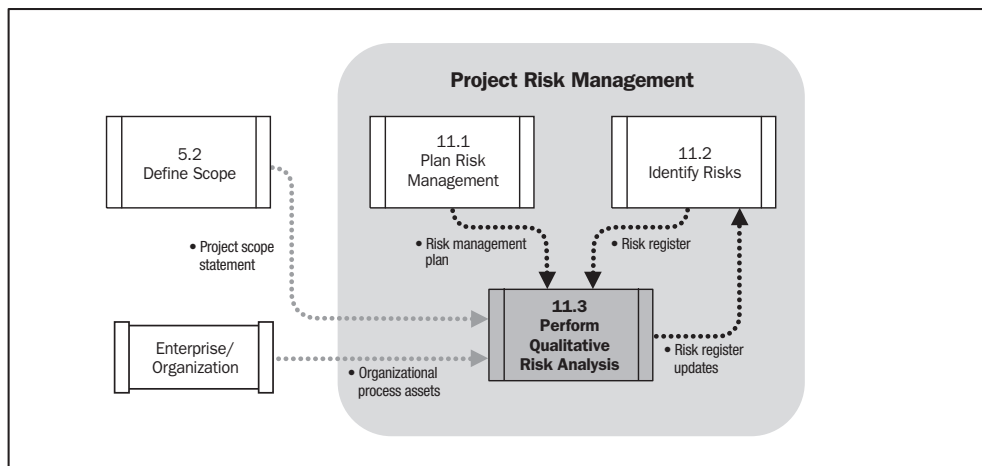 Project Risk Management
5.2
Define Scope
11.1
Plan Risk
Management
11.2
Identify Risks
• Project scope
statement
• Risk management
plan
• Risk register
11.3
Perform
Qualitative
Risk Analysis
Enterprise/
Organization
• Organizational
process assets
• Risk register
updates